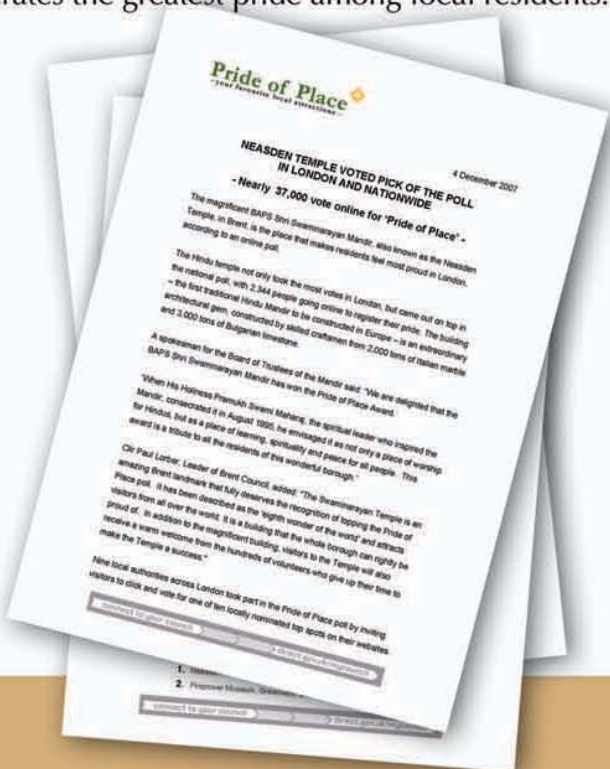 rates the greatest pride among local residents.
Pride of Place
- your favourite local attractions -
4 December 2007
NEASDEN TEMPLE VOTED PICK OF THE POLL
IN LONDON AND NATIONWIDE
- Nearly 37,000 vote online for 'Pride of Place' -
The magnificent BAPS Shri Swaminarayan Mandir, also known as the Neasden
Temple, in Brent, is the place that makes residents feel most proud in London,
according to an online poll.
The Hindu temple not only took the most votes in London, but came out on top in
the national poll, with 2,344 people going online to register their pride. The building
– the first traditional Hindu Mandir to be constructed in Europe – is an extraordinary
architectural gem, constructed by skilled craftsmen from 2,000 tons of Italian marble
and 3,000 tons of Bulgarian limestone.
A spokesman for the Board of Trustees of the Mandir said: "We are delighted that the
BAPS Shri Swaminarayan Mandir has won the Pride of Place Award.
"When His Holiness Pramukh Swami Maharaj, the spiritual leader who inspired the
Mandir, consecrated it in August 1995, he envisaged it as not only a place of worship
for Hindus, but as a place of learning, spirituality and peace for all people. This
award is a tribute to all the residents of this wonderful borough."
Cllr Paul Lorber, Leader of Brent Council, added: "The Swaminarayan Temple is an
amazing Brent landmark that fully deserves the recognition of topping the Pride of
Place poll. It has been described as the 'eighth wonder of the world' and attracts
visitors from all over the world. It is a building that the whole borough can rightly be
proud of. In addition to the magnificent building, visitors to the Temple will also
receive a warm welcome from the hundreds of volunteers who give up their time to
make the Temple a success."
Nine local authorities across London took part in the Pride of Place poll by inviting
visitors to click and vote for one of ten locally nominated top spots on their websites
connect to your council
direct.gov.uk/mycouncil
1.
2.
connect to your council